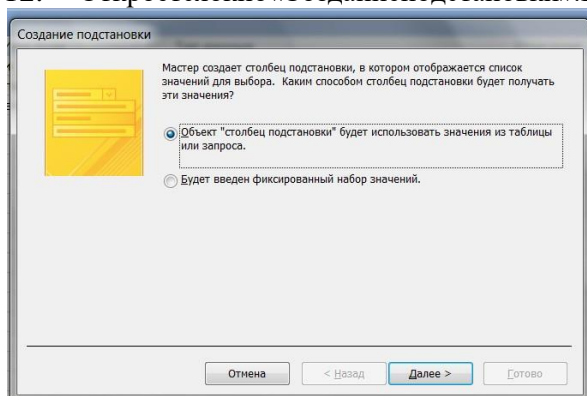 Создание подстановки
Мастер создает столбец подстановки, в котором отображается список
значений для выбора. Каким способом столбец подстановки будет получать
эти значения?
Объект "столбец подстановки" будет использовать значения из таблицы
или запроса.
Будет введен фиксированный набор значений.
Отмена
< Назад
Далее >
Готово